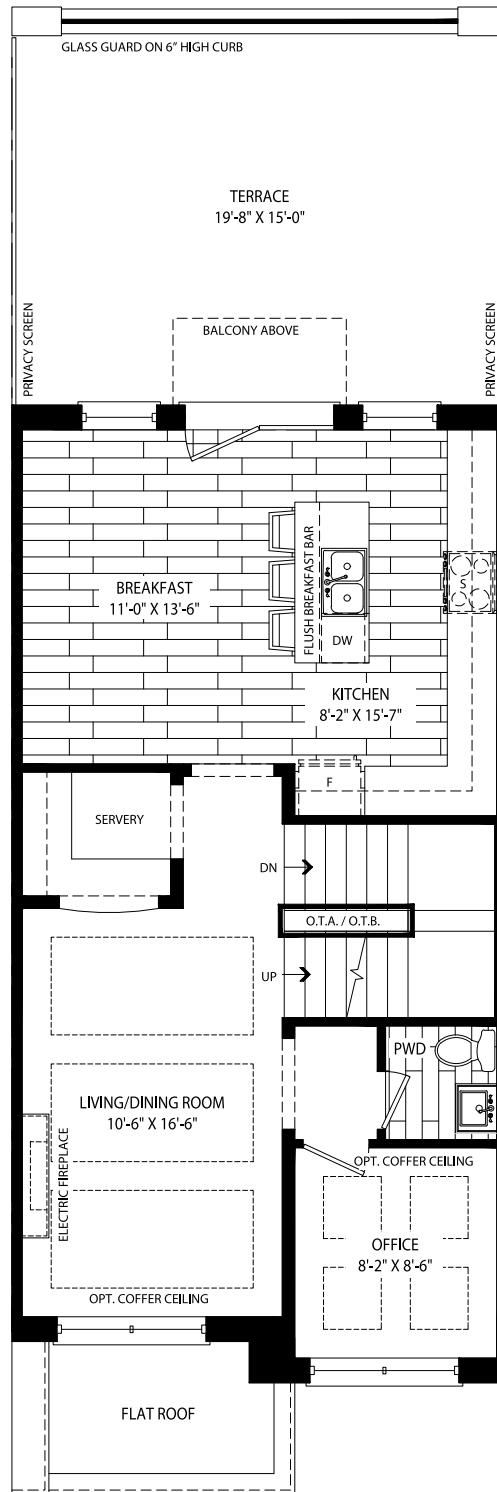 GLASS GUARD ON 6" HIGH CURB
TERRACE
19'-8" X 15'-0"
PRIVACY SCREEN
PRIVACY SCREEN
BALCONY ABOVE
BREAKFAST
11'-0" X 13'-6"
FLUSH BREAKFAST BAR
DW
S
KITCHEN
8'-2" X 15'-7"
F
SERVERY
DN
O.T.A. / O.T.B.
UP
PWD
LIVING/DINING ROOM
10'-6" X 16'-6"
ELECTRIC FIREPLACE
OPT. COFFER CEILING
OFFICE
8'-2" X 8'-6"
OPT. COFFER CEILING
FLAT ROOF